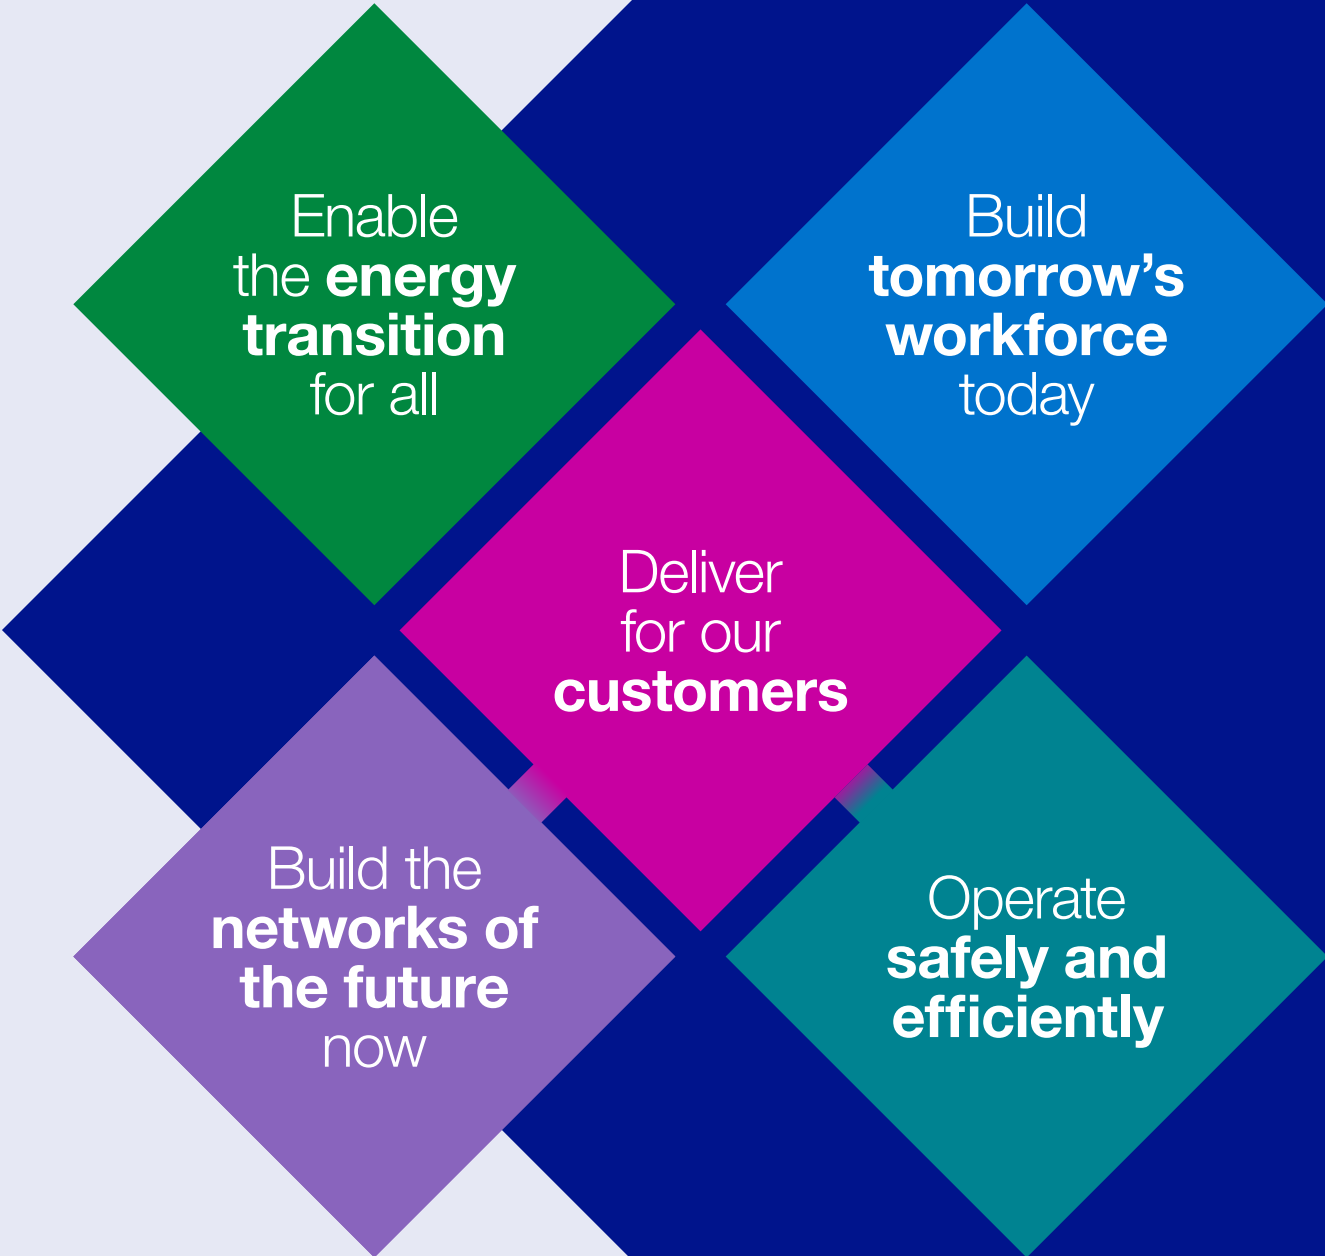 Enable
the energy
transition
for all
Build
tomorrow’s
workforce
today
Deliver
for our
customers
Build the
networks of
the future
now
Operate
safely and
efficiently